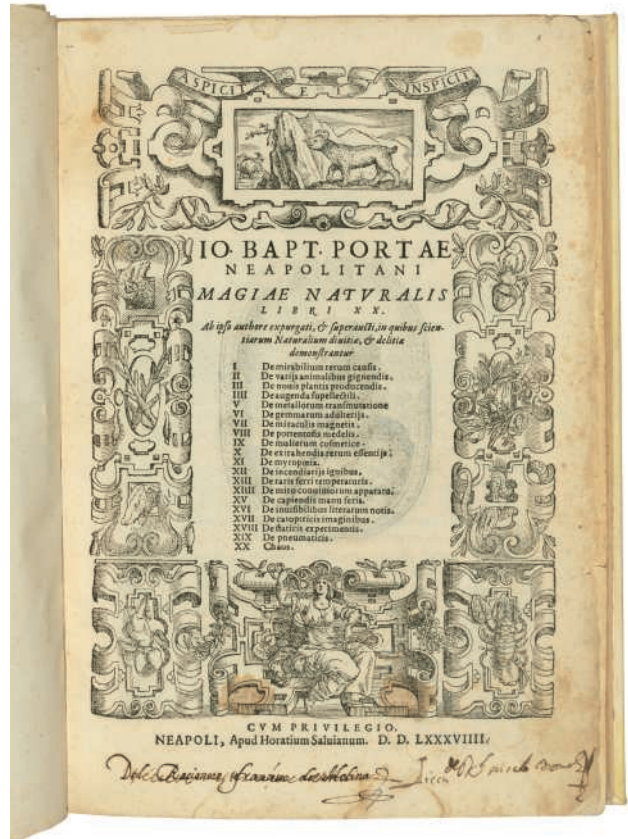 ASPICIT ET INSPICIT
IO. BAPT. PORTAE
NEAPOLITANI
MAGIAE NATVRALIS
LIBRI XX.
Ab ipso authore expurgati, & superaucti, in quibus scien-
tiarum Naturalium diuitiæ, & delitiæ
demonstrantur
I De mirabilium rerum causis.
II De varijs animalibus gignendis.
III De nouis plantis producendis.
IIII De augenda supellectili.
V De metallorum transmutatione
VI De gemmarum adulterijs.
VII De miraculis magnetis.
VIII De portentosis medelis.
IX De mulierum cosmetice.
X De extrahendis rerum essentijs.
XI De myropœia.
XII De incendiarijs ignibus.
XIII De raris ferri temperaturis.
XIIII De miro conuiuiorum apparatu.
XV De capiendis manu feris.
XVI De inuisibilibus literarum notis.
XVII De catoptricis imaginibus.
XVIII De staticis experimentis.
XIX De pneumaticis.
XX Chaos.
CVM PRIVILEGIO.
NEAPOLI, Apud Horatium Saluianum. D. D. LXXXVIIII.